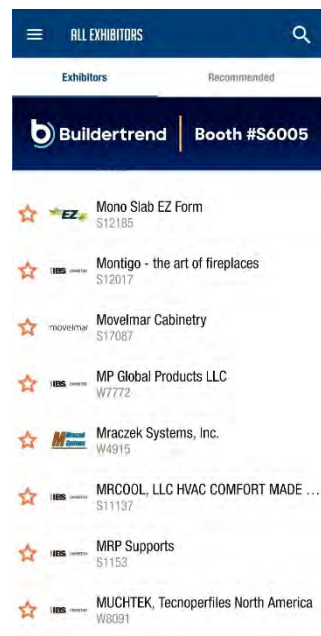 ALL EXHIBITORS
Exhibitors
Recommended
b Buildertrend
Booth #S6005
EZ
Mono Slab EZ Form
S12185
IBS
Montigo - the art of fireplaces
S12017
movelmar
Movelmar Cabinetry
S17087
IBS
MP Global Products LLC
W7772
Mraczek
Systems
Mraczek Systems, Inc.
W4915
IBS
MRCOOL, LLC HVAC COMFORT MADE ...
S11137
IBS
MRP Supports
S1153
IBS
MUCHTEK, Tecnoperfiles North America
W8091